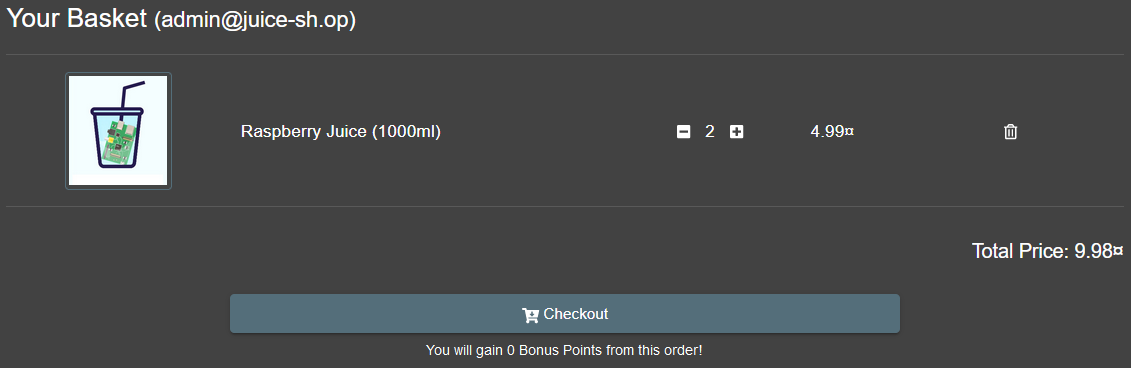 Your Basket (admin@juice-sh.op)
Raspberry Juice (1000ml) 2 4.99¤
Total Price: 9.98¤
Checkout
You will gain 0 Bonus Points from this order!